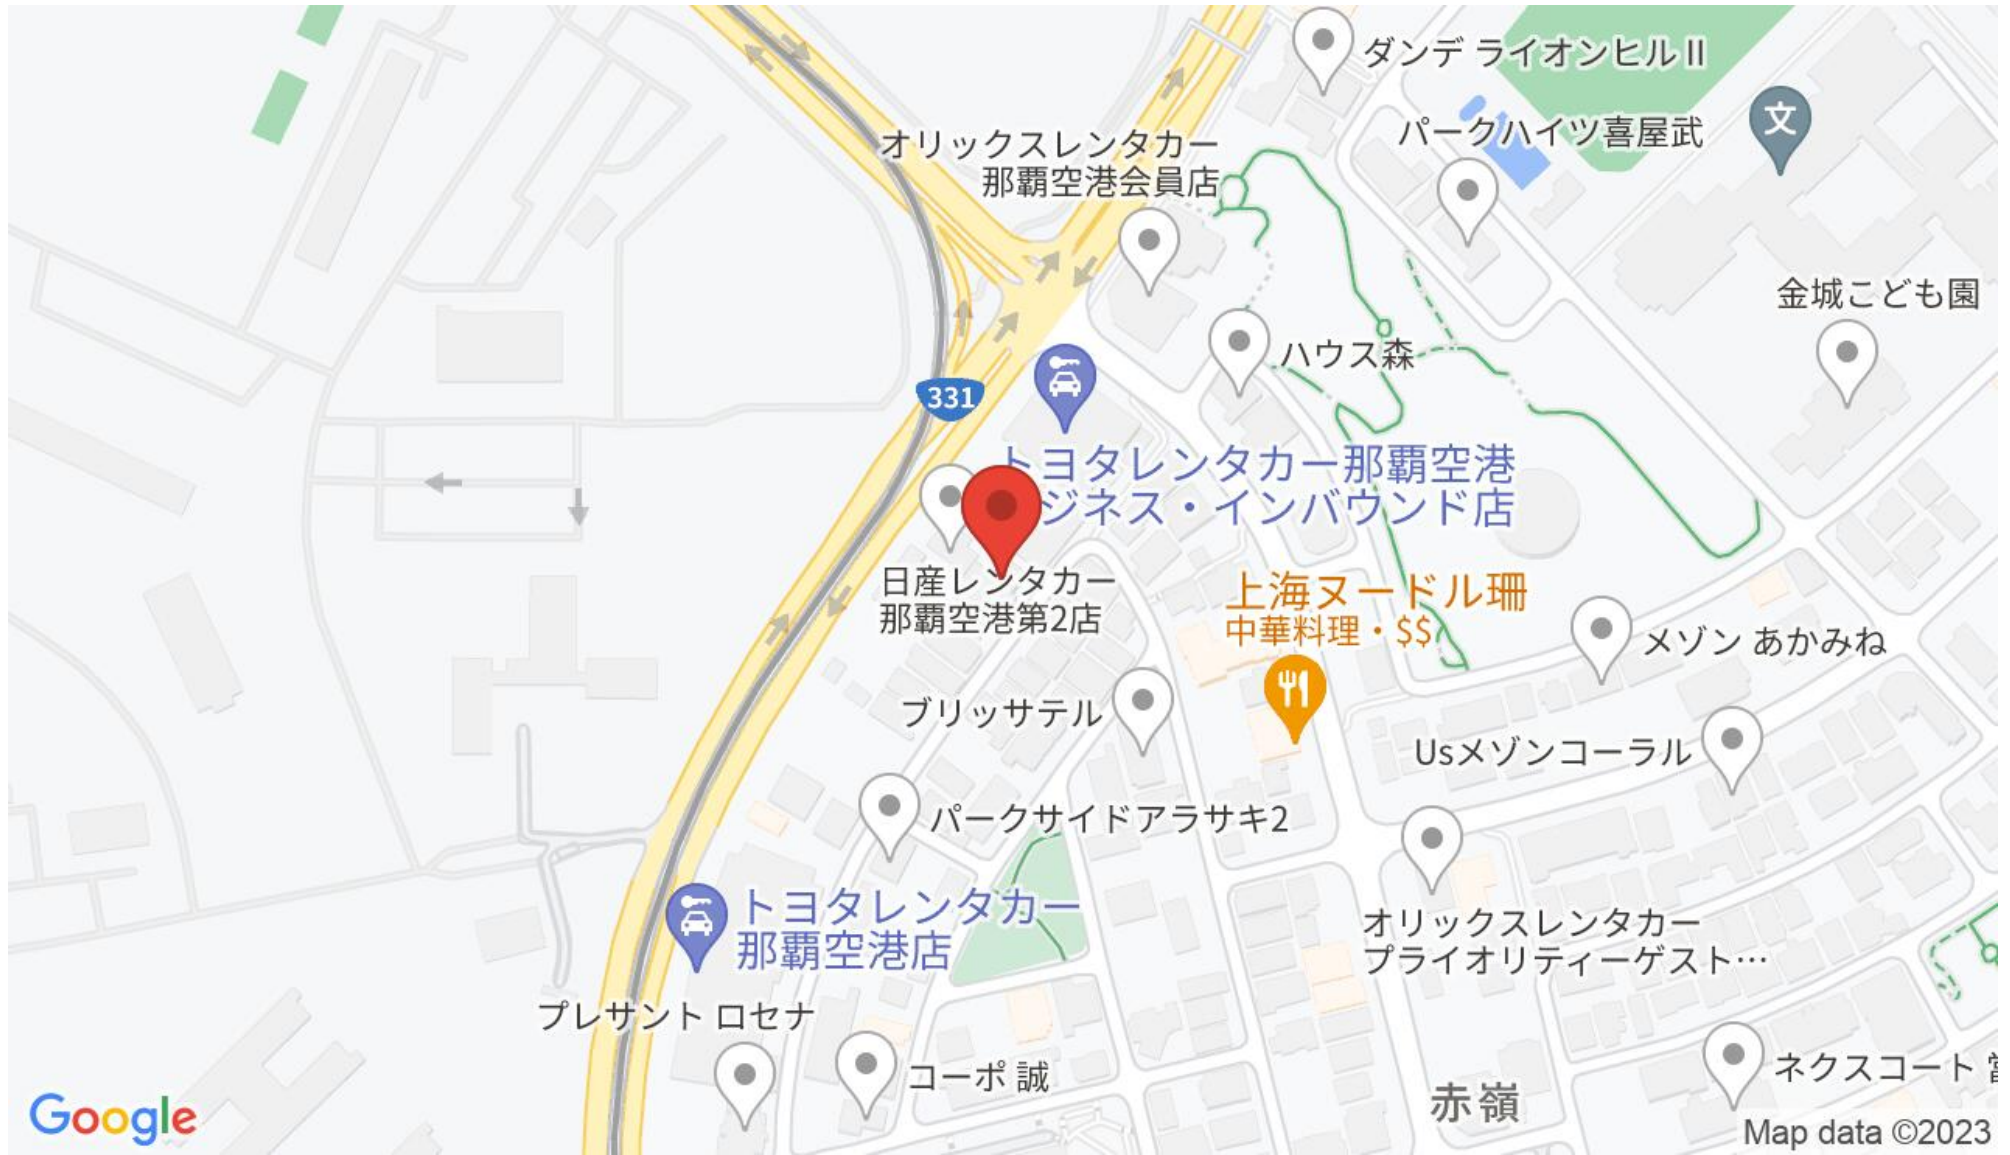 ダンデ ライオンヒルⅡ
パークハイツ喜屋武
文
オリックスレンタカー
那覇空港会員店
金城こども園
ハウス森
331
トヨタレンタカー那覇空港
ジネス・インバウンド店
日産レンタカー
那覇空港第2店
上海ヌードル珊
中華料理・$$
メゾン あかみね
ブリッサテル
Usメゾンコーラル
パークサイドアラサキ2
トヨタレンタカー
那覇空港店
オリックスレンタカー
プライオリティーゲスト…
プレサント ロセナ
コーポ 誠
ネクスコート
赤嶺
Google
Map data ©2023